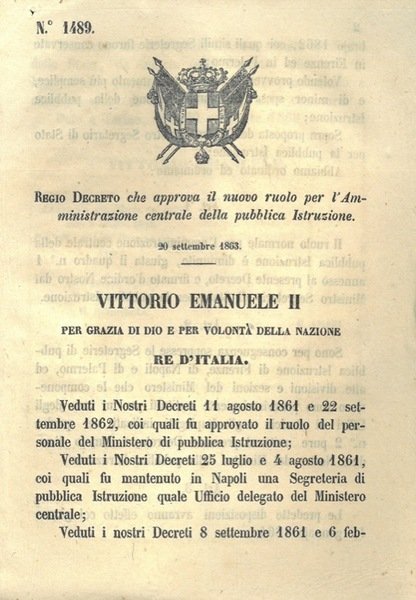 N.° 1489.
REGIO DECRETO che approva il nuovo ruolo per l'Am-
ministrazione centrale della pubblica Istruzione.
20 settembre 1863.
VITTORIO EMANUELE II
PER GRAZIA DI DIO E PER VOLONTÀ DELLA NAZIONE
RE D'ITALIA.
Veduti i Nostri Decreti 11 agosto 1861 e 22 set-
tembre 1862, coi quali fu approvato il ruolo del per-
sonale del Ministero di pubblica Istruzione;
Veduti i Nostri Decreti 25 luglio e 4 agosto 1861,
coi quali fu mantenuto in Napoli una Segreteria di
pubblica Istruzione quale Ufficio delegato del Ministero
centrale;
Veduti i nostri Decreti 8 settembre 1861 e 6 feb-